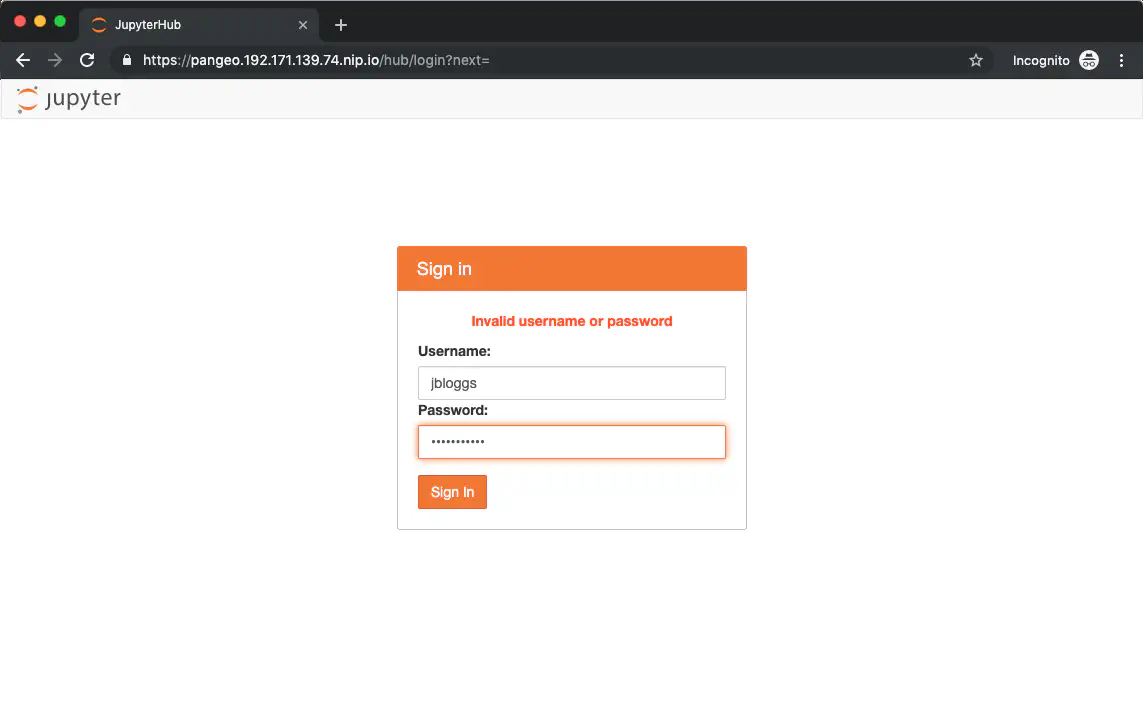 JupyterHub
https://pangeo.192.171.139.74.nip.io/hub/login?next=
Incognito
jupyter
Sign in
Invalid username or password
Username:
jbloggs
Password:
•••••••••••
Sign In